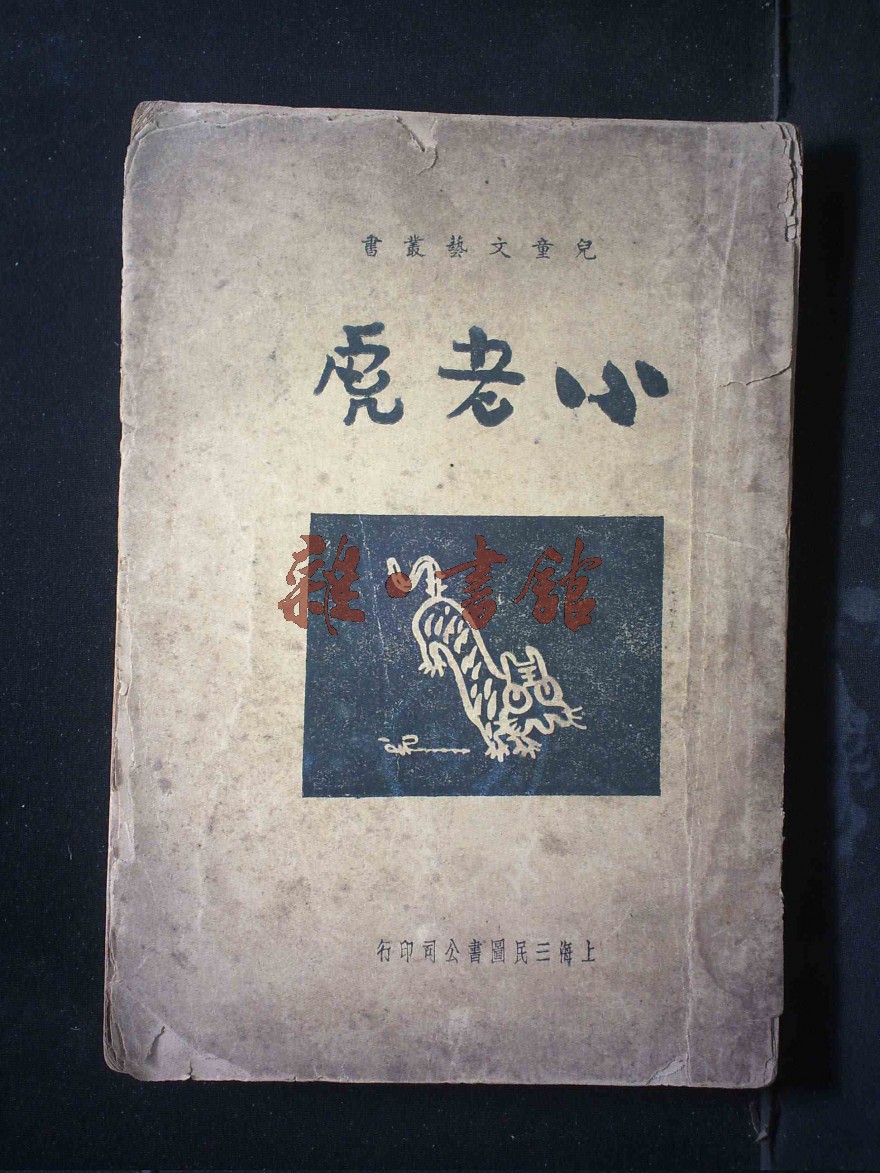 兒童文藝叢書
小老虎
雜·書館
上海三民圖書公司印行